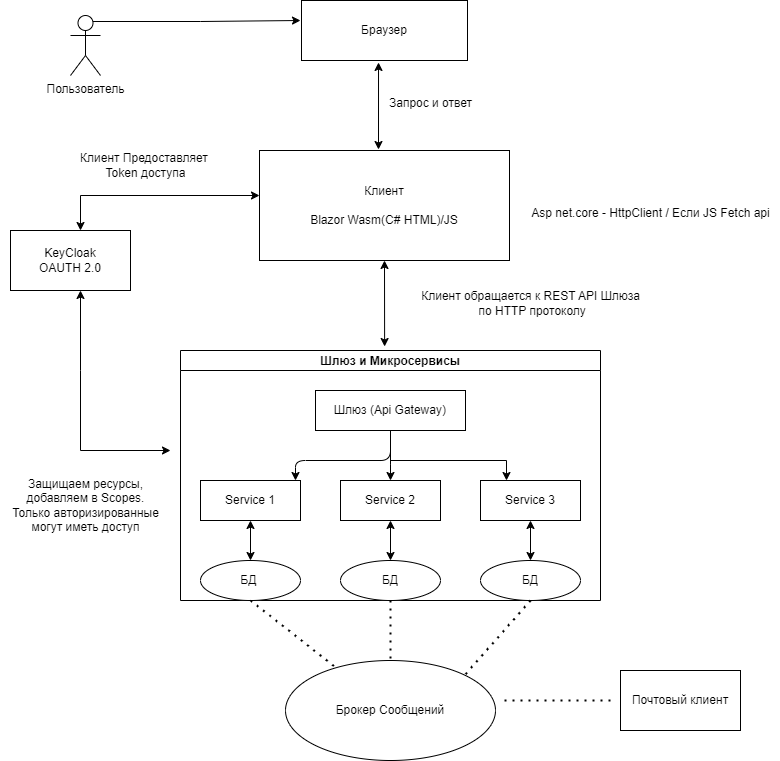 Браузер
Пользователь
Запрос и ответ
Клиент Предоставляет
Token доступа
Клиент
Blazor Wasm(C# HTML)/JS
Asp net.core - HttpClient / Если JS Fetch api
KeyCloak
OAUTH 2.0
Клиент обращается к REST API Шлюза
по HTTP протоколу
Шлюз и Микросервисы
Шлюз (Api Gateway)
Защищаем ресурсы,
добавляем в Scopes.
Только авторизированные
могут иметь доступ
Service 1
Service 2
Service 3
БД
БД
БД
Брокер Сообщений
Почтовый клиент